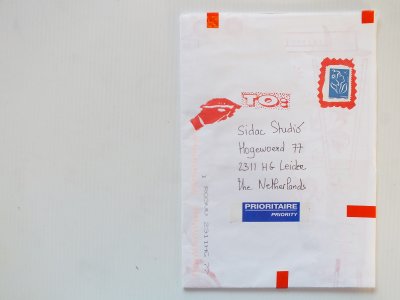 TO:
Sidac Studio
Hogewoerd 77
2311 HG Leiden
the Netherlands
PRIORITAIRE
PRIORITY